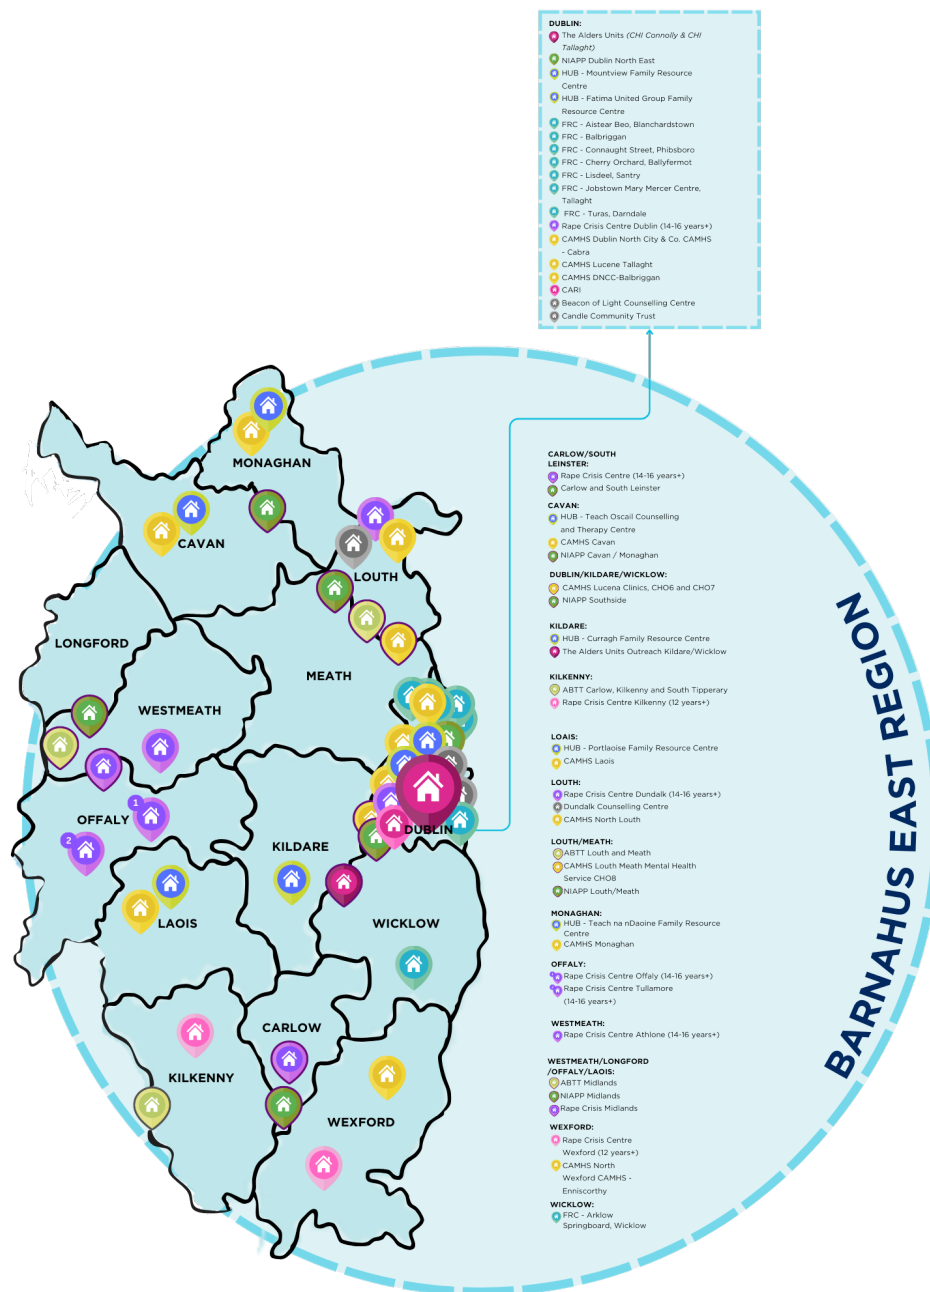 DUBLIN:
The Alders Units (CHI Connolly & CHI
Tallaght)
NIAPP Dublin North East
HUB - Mountview Family Resource
Centre
HUB - Fatima United Group Family
Resource Centre
FRC - Aistear Beo, Blanchardstown
FRC - Balbriggan
FRC - Connaught Street, Phibsboro
FRC - Cherry Orchard, Ballyfermot
FRC - Lisdeel, Santry
FRC - Jobstown Mary Mercer Centre,
Tallaght
FRC - Turas, Darndale
Rape Crisis Centre Dublin (14-16 years+)
CAMHS Dublin North City & Co. CAMHS
- Cabra
CAMHS Lucene Tallaght
CAMHS DNCC-Balbriggan
CARI
Beacon of Light Counselling Centre
Candle Community Trust
MONAGHAN
CAVAN
LOUTH
LONGFORD
MEATH
WESTMEATH
OFFALY
1
2
DUBLIN
KILDARE
LAOIS
WICKLOW
CARLOW
KILKENNY
WEXFORD
CARLOW/SOUTH
LEINSTER:
Rape Crisis Centre (14-16 years+)
Carlow and South Leinster
CAVAN:
HUB - Teach Oscail Counselling
and Therapy Centre
CAMHS Cavan
NIAPP Cavan / Monaghan
DUBLIN/KILDARE/WICKLOW:
CAMHS Lucena Clinics, CHO6 and CHO7
NIAPP Southside
KILDARE:
HUB - Curragh Family Resource Centre
The Alders Units Outreach Kildare/Wicklow
KILKENNY:
ABTT Carlow, Kilkenny and South Tipperary
Rape Crisis Centre Kilkenny (12 years+)
LOAIS:
HUB - Portlaoise Family Resource Centre
CAMHS Laois
LOUTH:
Rape Crisis Centre Dundalk (14-16 years+)
Dundalk Counselling Centre
CAMHS North Louth
LOUTH/MEATH:
ABTT Louth and Meath
CAMHS Louth Meath Mental Health
Service CHO8
NIAPP Louth/Meath
MONAGHAN:
HUB - Teach na nDaoine Family Resource
Centre
CAMHS Monaghan
OFFALY:
Rape Crisis Centre Offaly (14-16 years+)
Rape Crisis Centre Tullamore
(14-16 years+)
WESTMEATH:
Rape Crisis Centre Athlone (14-16 years+)
WESTMEATH/LONGFORD
/OFFALY/LAOIS:
ABTT Midlands
NIAPP Midlands
Rape Crisis Midlands
WEXFORD:
Rape Crisis Centre
Wexford (12 years+)
CAMHS North
Wexford CAMHS -
Enniscorthy
WICKLOW:
FRC - Arklow
Springboard, Wicklow
BARNAHUS EAST REGION